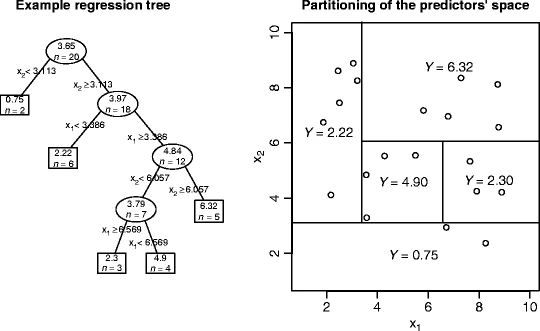 Example regression tree
3.65
n = 20
x2 < 3.113
x2 ≥ 3.113
0.75
n = 2
3.97
n = 18
x1 < 3.386
x1 ≥ 3.386
2.22
n = 6
4.84
n = 12
x2 < 6.057
x2 ≥ 6.057
3.79
n = 7
6.32
n = 5
x1 ≥ 6.569
x1 < 6.569
2.3
n = 3
4.9
n = 4
Partitioning of the predictors' space
10
8
6
4
2
x2
Y = 6.32
Y = 2.22
Y = 4.90
Y = 2.30
Y = 0.75
2 4 6 8 10
x1